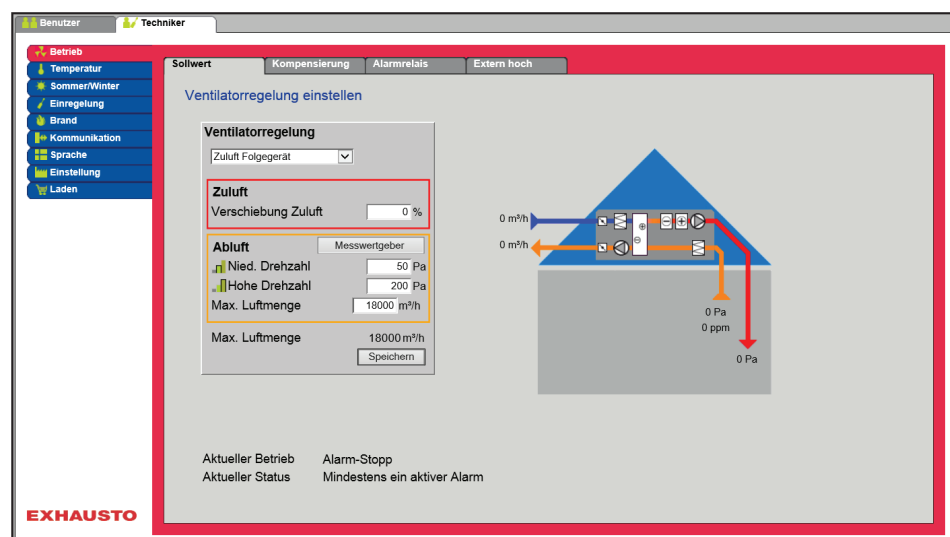 Benutzer Techniker
Betrieb
Temperatur
Sommer/Winter
Einregelung
Brand
Kommunikation
Sprache
Einstellung
Laden
Sollwert Kompensierung Alarmrelais Extern hoch
Ventilatorregelung einstellen
Ventilatorregelung
Zuluft Folgegerät
Zuluft
Verschiebung Zuluft 0 %
Abluft Messwertgeber
Nied. Drehzahl 50 Pa
Hohe Drehzahl 200 Pa
Max. Luftmenge 18000 m³/h
Max. Luftmenge 18000 m³/h
Speichern
0 m³/h
0 m³/h
0 Pa
0 ppm
0 Pa
Aktueller Betrieb Alarm-Stopp
Aktueller Status Mindestens ein aktiver Alarm
EXHAUSTO